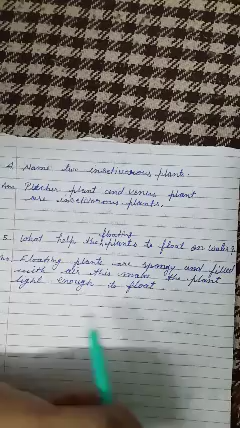 4. Name two insectivorous plants.
Ans. Pitcher plant and venus plant
are insectivorous plants.
floating
5. What help the plants to float on water?
Ans. Floating plants are spongy and filled
with air this make the plant
light enough to float